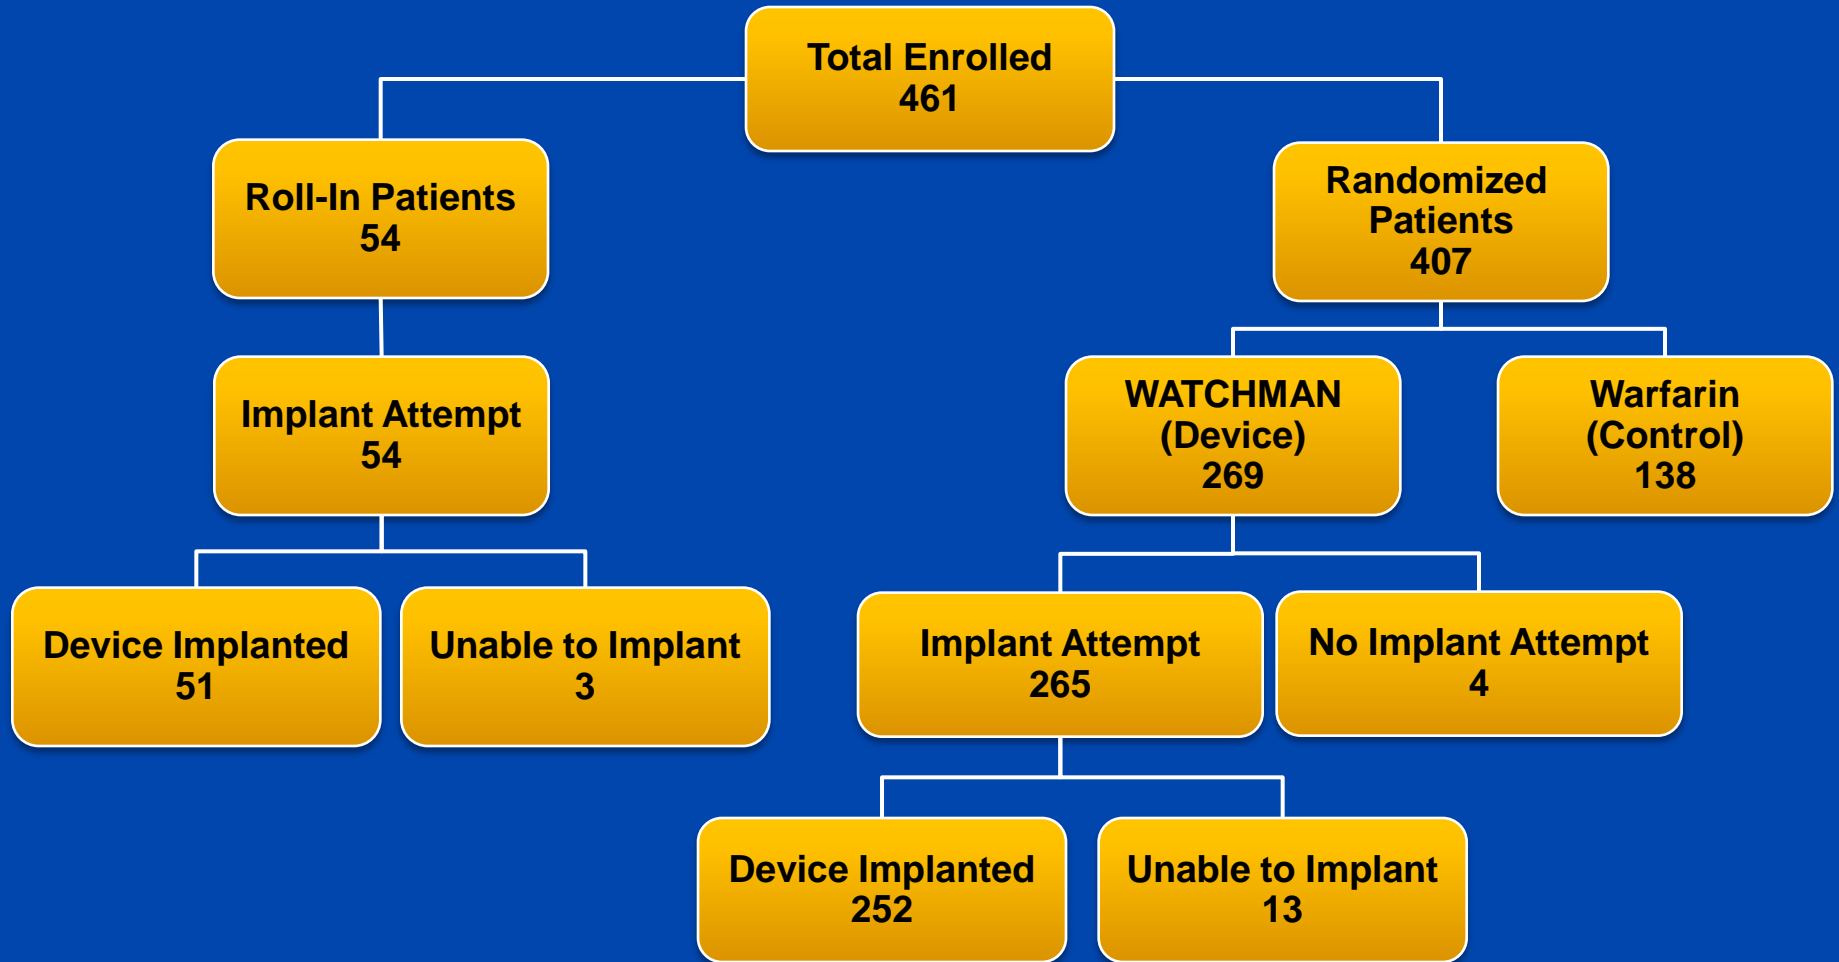 Total Enrolled
461
Roll-In Patients
54
Randomized
Patients
407
Implant Attempt
54
WATCHMAN
(Device)
269
Warfarin
(Control)
138
Device Implanted
51
Unable to Implant
3
Implant Attempt
265
No Implant Attempt
4
Device Implanted
252
Unable to Implant
13